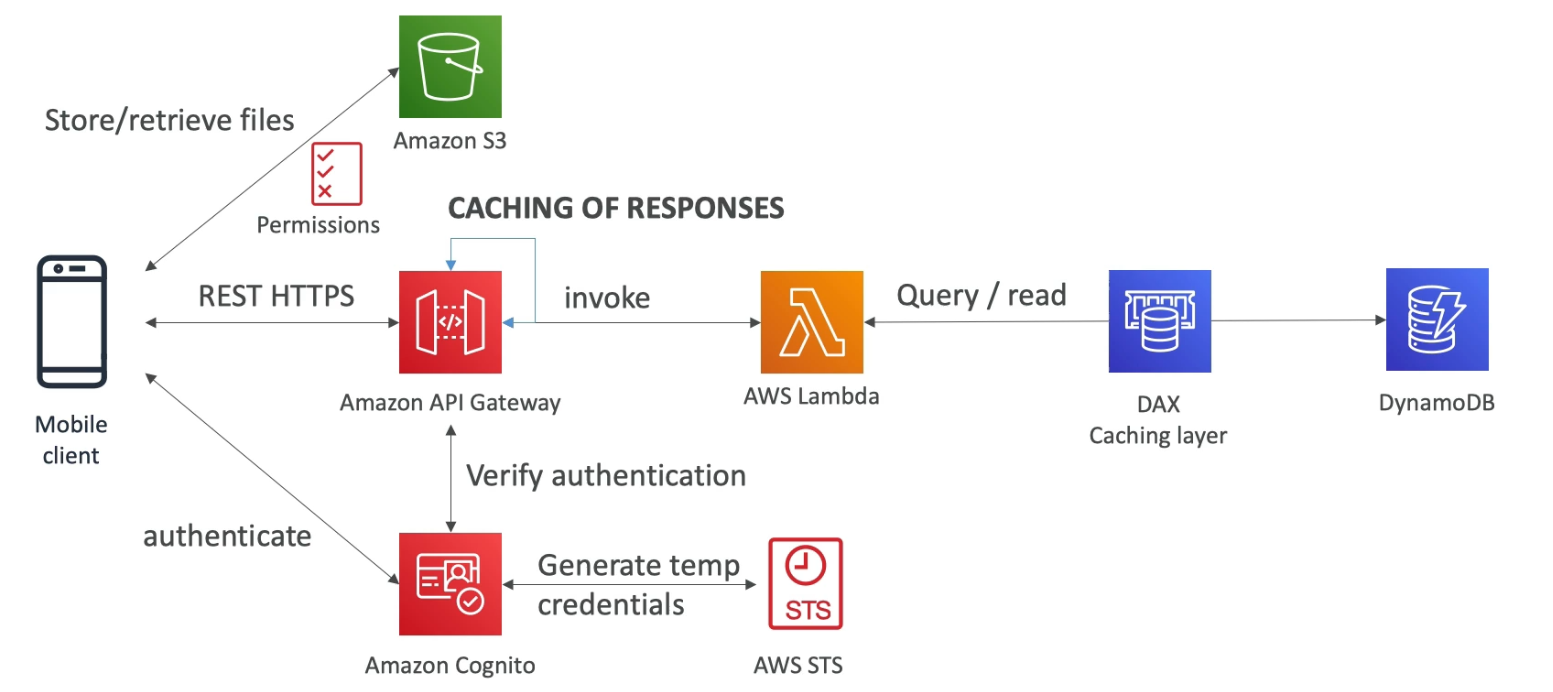 Store/retrieve files
Amazon S3
Permissions
CACHING OF RESPONSES
REST HTTPS
</>
invoke
Query / read
Mobile
client
Amazon API Gateway
AWS Lambda
DAX
Caching layer
DynamoDB
Verify authentication
authenticate
Generate temp
credentials
STS
Amazon Cognito
AWS STS